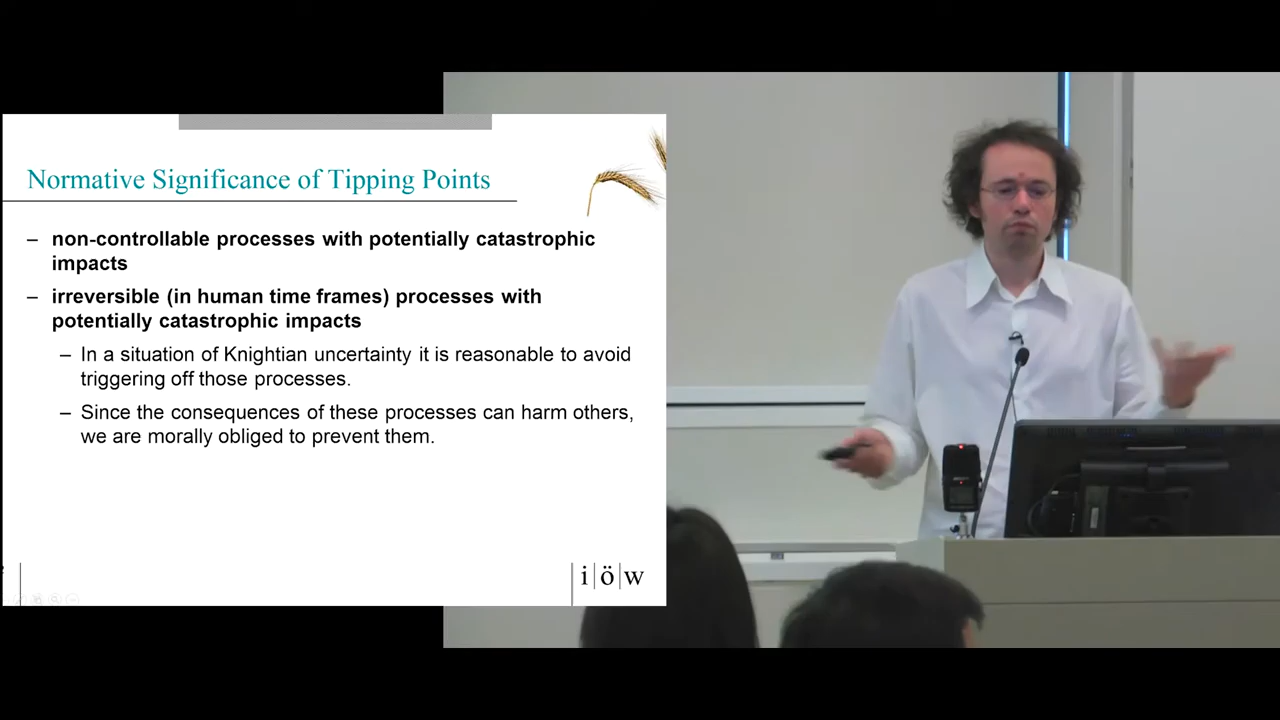 Normative Significance of Tipping Points
– non-controllable processes with potentially catastrophic
impacts
– irreversible (in human time frames) processes with
potentially catastrophic impacts
– In a situation of Knightian uncertainty it is reasonable to avoid
triggering off those processes.
– Since the consequences of these processes can harm others,
we are morally obliged to prevent them.
i|ö|w